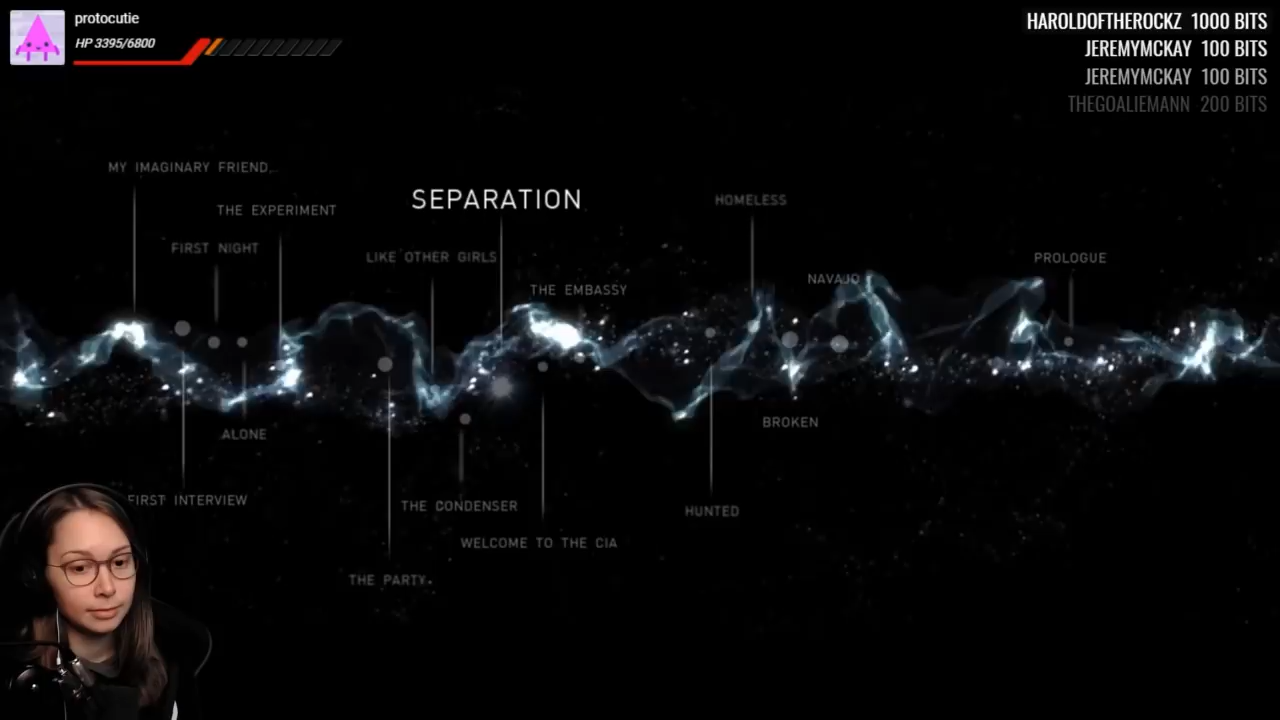 protocutie
HP 3395/6800
HAROLDOFTHEROCKZ 1000 BITS
JEREMYMCKAY 100 BITS
JEREMYMCKAY 100 BITS
THEGOALIEMANN 200 BITS
MY IMAGINARY FRIEND
SEPARATION
HOMELESS
THE EXPERIMENT
FIRST NIGHT
LIKE OTHER GIRLS
PROLOGUE
NAVAJO
THE EMBASSY
BROKEN
ALONE
FIRST INTERVIEW
THE CONDENSER
HUNTED
WELCOME TO THE CIA
THE PARTY